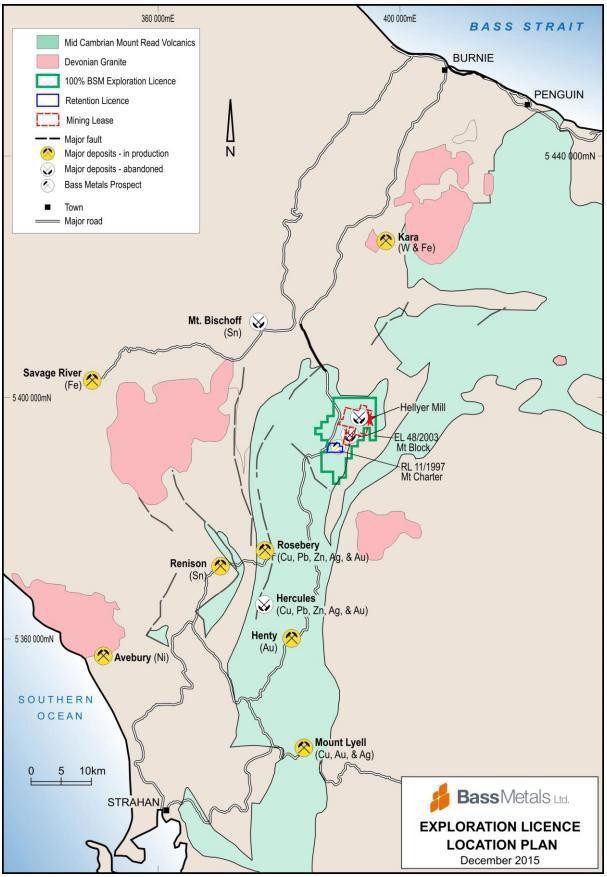 360 000mE
400 000mE
BASS STRAIT
Mid Cambrian Mount Read Volcanics
Devonian Granite
100% BSM Exploration Licence
Retention Licence
Mining Lease
Major fault
Major deposits - in production
Major deposits - abandoned
Bass Metals Prospect
Town
Major road
N
BURNIE
PENGUIN
5 440 000mN
Kara
(W & Fe)
Mt. Bischoff
(Sn)
Savage River
(Fe)
5 400 000mN
Hellyer Mill
EL 48/2003
Mt Block
RL 11/1997
Mt Charter
Rosebery
(Cu, Pb, Zn, Ag, & Au)
Renison
(Sn)
Hercules
(Cu, Pb, Zn, Ag, & Au)
Henty
(Au)
5 360 000mN
Avebury (Ni)
SOUTHERN
OCEAN
Mount Lyell
(Cu, Au, & Ag)
0 5 10km
STRAHAN
BassMetals Ltd.
EXPLORATION LICENCE
LOCATION PLAN
December 2015